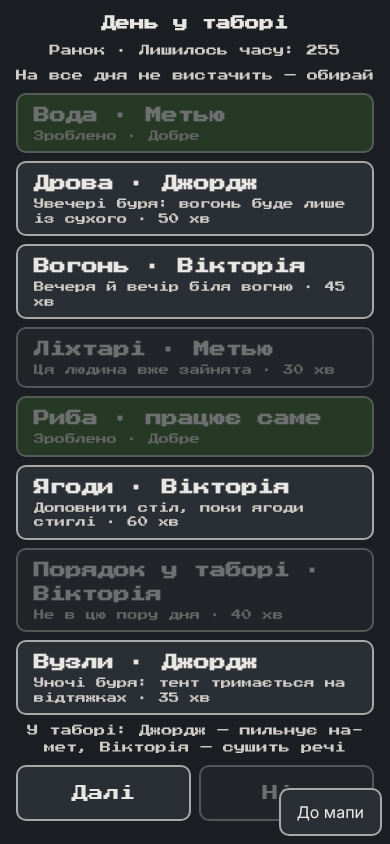 День у таборі
Ранок · Лишилось часу: 255
На все дня не вистачить — обирай
Вода · Метью
Зроблено · Добре
Дрова · Джордж
Увечері буря: вогонь буде лише
із сухого · 50 хв
Вогонь · Вікторія
Вечеря й вечір біля вогню · 45
хв
Ліхтарі · Метью
Ця людина вже зайнята · 30 хв
Риба · працює саме
Зроблено · Добре
Ягоди · Вікторія
Доповнити стіл, поки ягоди
стиглі · 60 хв
Порядок у таборі ·
Вікторія
Не в цю пору дня · 40 хв
Вузли · Джордж
Уночі буря: тент тримається на
відтяжках · 35 хв
У таборі: Джордж — пильнує на-
мет, Вікторія — сушить речі
Далі
До мапи